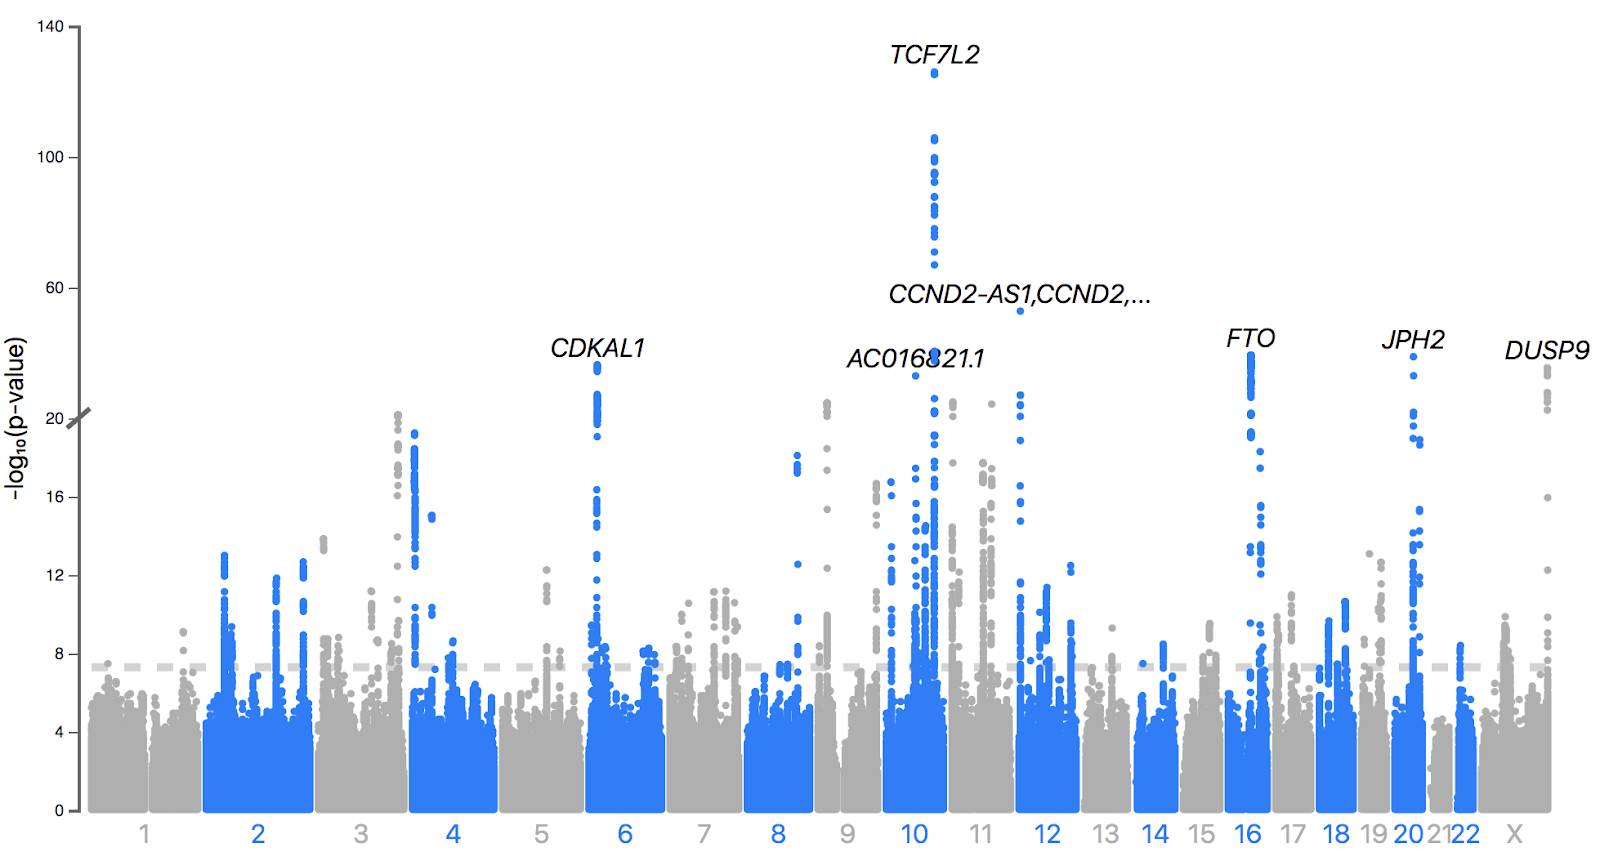 140
TCF7L2
100
60
CCND2-AS1,CCND2,...
CDKAL1
AC016821.1
FTO
JPH2
DUSP9
20
-log₁₀(p-value)
16
12
8
4
0
1 2 3 4 5 6 7 8 9 10 11 12 13 14 15 16 17 18 19 20 21 22 X